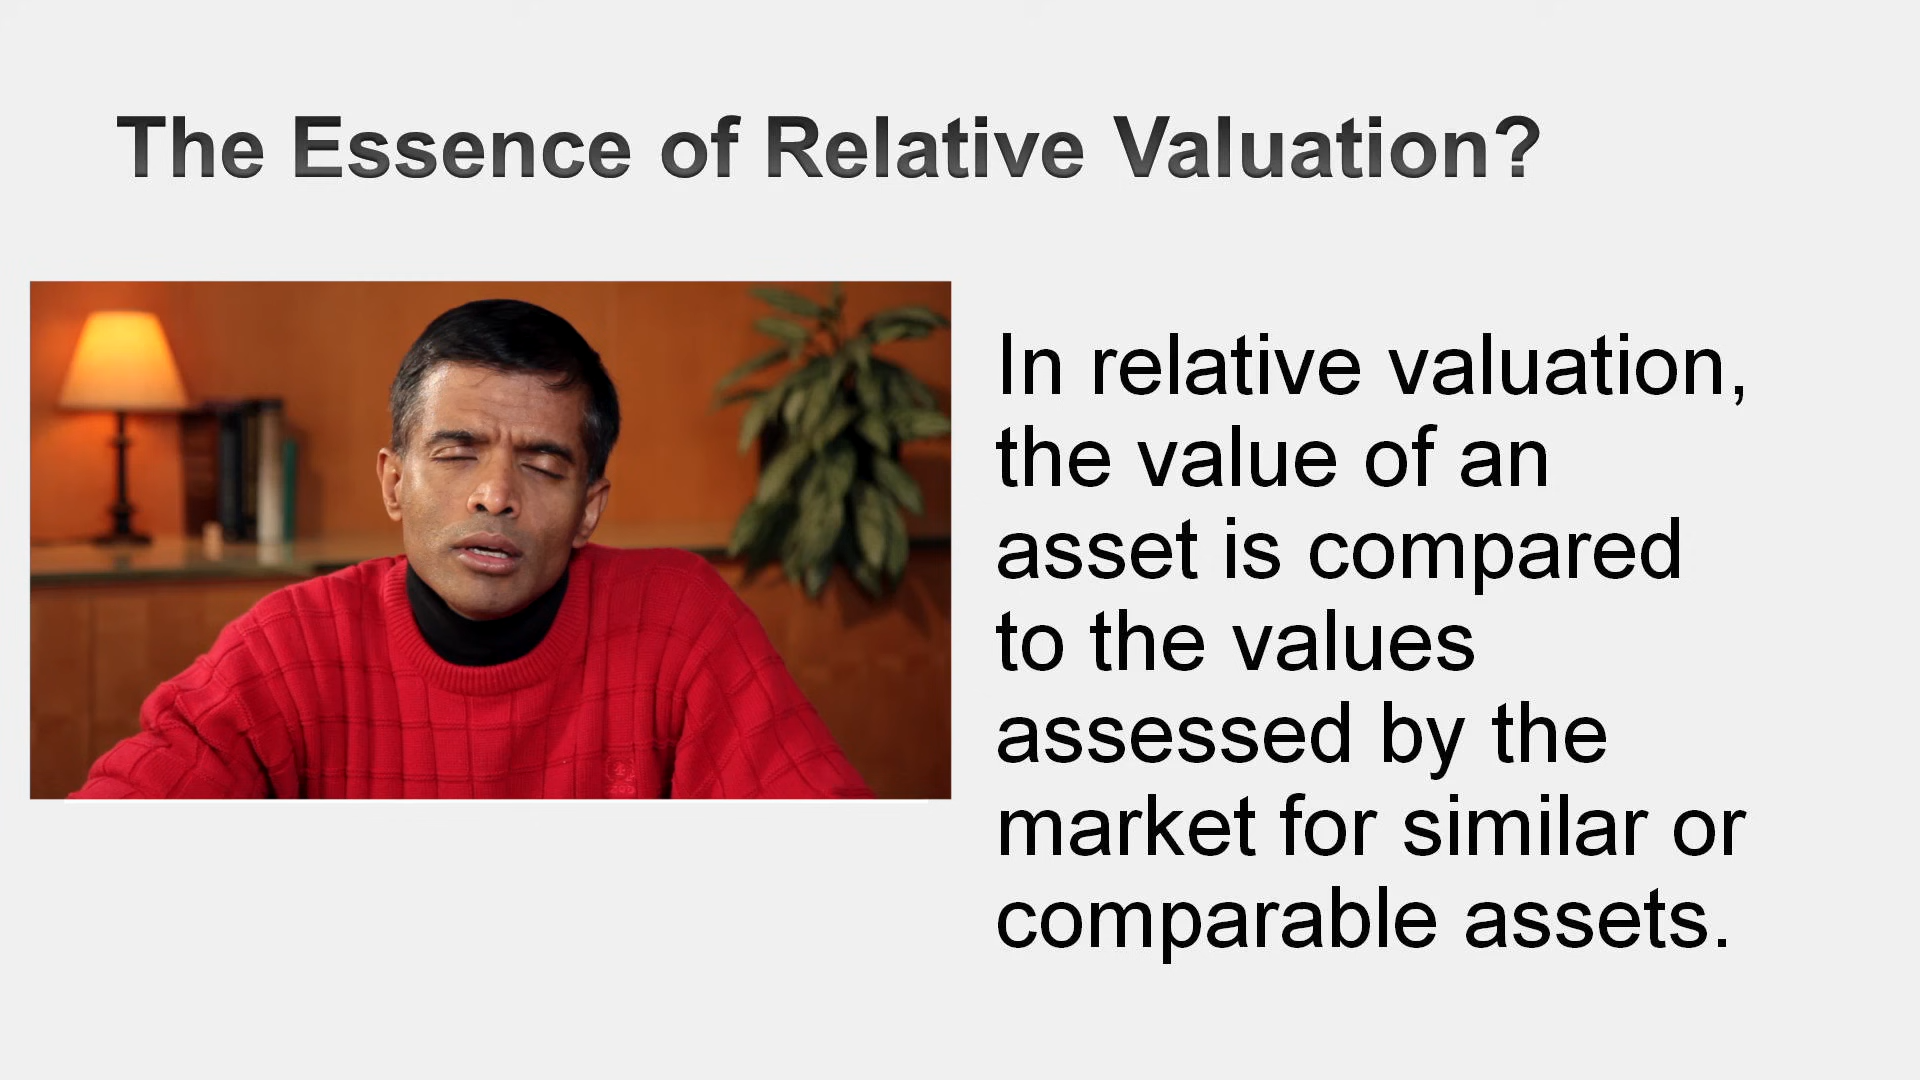 The Essence of Relative Valuation?
In relative valuation,
the value of an
asset is compared
to the values
assessed by the
market for similar or
comparable assets.